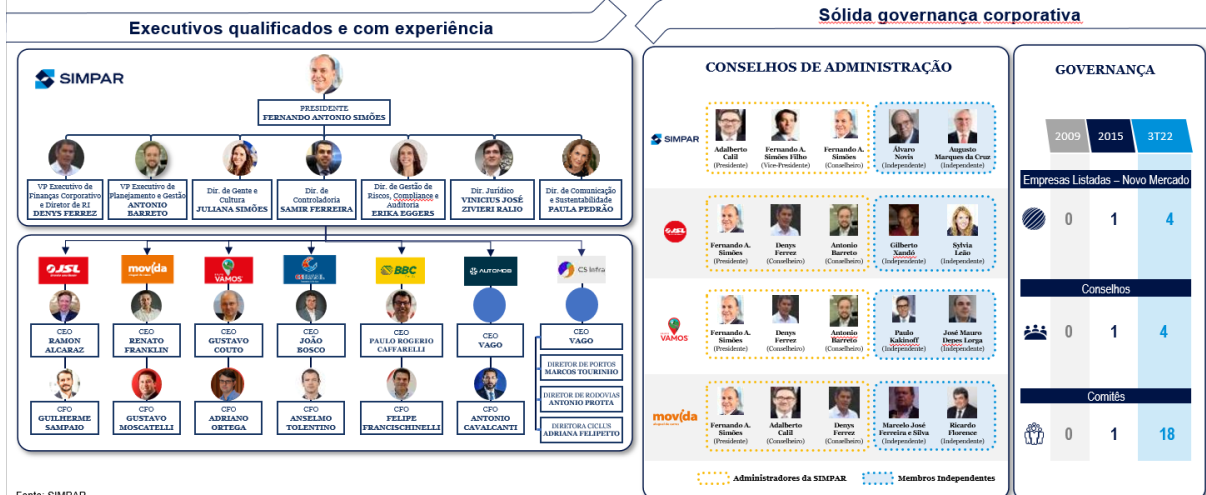 Executivos qualificados e com experiência
Sólida governança corporativa
SIMPAR
PRESIDENTE
FERNANDO ANTONIO SIMÕES
VP Executivo de
Finanças Corporativo
e Diretor de RI
DENYS FERREZ
VP Executivo de
Planejamento e Gestão
ANTONIO
BARRETO
Dir. de Gente e
Cultura
JULIANA SIMÕES
Dir. de
Controladoria
SAMIR FERREIRA
Dir. de Gestão de
Riscos, Compliance e
Auditoria
ERIKA EGGERS
Dir. Jurídico
VINICIUS JOSÉ
ZIVIERI RALIO
Dir. de Comunicação
e Sustentabilidade
PAULA PEDRÃO
JSL
movida
VAMOS
CS BRASIL
BBC
AUTOMOB
CS Infra
CEO
RAMON
ALCARAZ
CEO
RENATO
FRANKLIN
CEO
GUSTAVO
COUTO
CEO
JOÃO
BOSCO
CEO
PAULO ROGERIO
CAFFARELLI
CEO
VAGO
CEO
VAGO
CFO
GUILHERME
SAMPAIO
CFO
GUSTAVO
MOSCATELLI
CFO
ADRIANO
ORTEGA
CFO
ANSELMO
TOLENTINO
CFO
FELIPE
FRANCISCHINELLI
CFO
ANTONIO
CAVALCANTI
DIRETOR DE PORTOS
MARCOS TOURINHO
DIRETOR DE RODOVIAS
ANTONIO PROTTA
DIRETORA CICLUS
ADRIANA FELIPETTO
CONSELHOS DE ADMINISTRAÇÃO
SIMPAR
Adalberto
Calil
(Presidente)
Fernando A.
Simões Filho
(Vice-Presidente)
Fernando A.
Simões
(Conselheiro)
Álvaro
Novis
(Independente)
Augusto
Marques da Cruz
(Independente)
JSL
Fernando A.
Simões
(Presidente)
Denys
Ferrez
(Conselheiro)
Antonio
Barreto
(Conselheiro)
Gilberto
Xandó
(Independente)
Sylvia
Leão
(Independente)
VAMOS
Fernando A.
Simões
(Presidente)
Denys
Ferrez
(Conselheiro)
Antonio
Barreto
(Conselheiro)
Paulo
Kakinoff
(Independente)
José Mauro
Depes Lorga
(Independente)
movida
Fernando A.
Simões
(Presidente)
Adalberto
Calil
(Conselheiro)
Denys
Ferrez
(Conselheiro)
Marcelo José
Ferreira e Silva
(Independente)
Ricardo
Florence
(Independente)
Administradores da SIMPAR
Membros Independentes
GOVERNANÇA
2009 2015 3T22
Empresas Listadas – Novo Mercado
0 1 4
Conselhos
0 1 4
Comitês
0 1 18
Fonte: SIMPAR